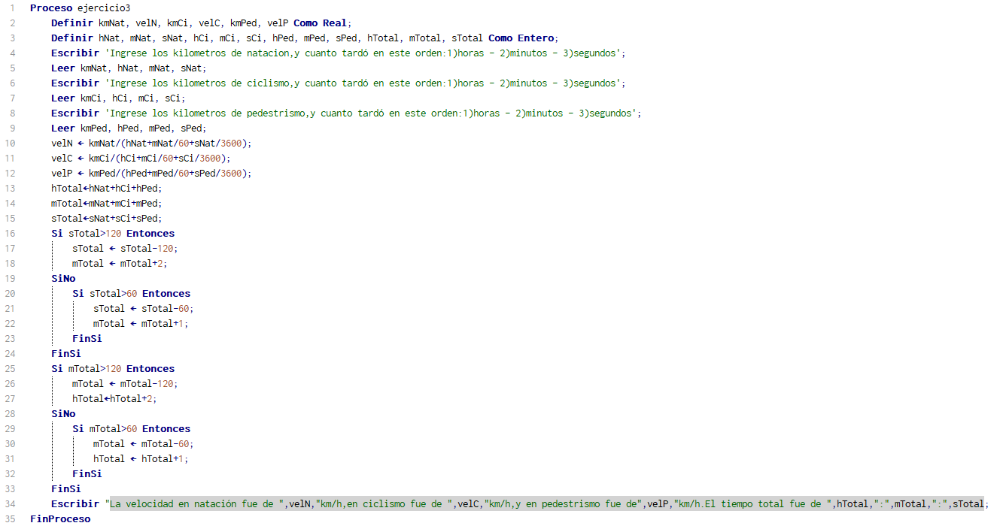 1 Proceso ejercicio3
2 Definir kmNat, velN, kmCi, velC, kmPed, velP Como Real;
3 Definir hNat, mNat, sNat, hCi, mCi, sCi, hPed, mPed, sPed, hTotal, mTotal, sTotal Como Entero;
4 Escribir 'Ingrese los kilometros de natacion,y cuanto tardó en este orden:1)horas - 2)minutos - 3)segundos';
5 Leer kmNat, hNat, mNat, sNat;
6 Escribir 'Ingrese los kilometros de ciclismo,y cuanto tardó en este orden:1)horas - 2)minutos - 3)segundos';
7 Leer kmCi, hCi, mCi, sCi;
8 Escribir 'Ingrese los kilometros de pedestrismo,y cuanto tardó en este orden:1)horas - 2)minutos - 3)segundos';
9 Leer kmPed, hPed, mPed, sPed;
10 velN ← kmNat/(hNat+mNat/60+sNat/3600);
11 velC ← kmCi/(hCi+mCi/60+sCi/3600);
12 velP ← kmPed/(hPed+mPed/60+sPed/3600);
13 hTotal←hNat+hCi+hPed;
14 mTotal←mNat+mCi+mPed;
15 sTotal←sNat+sCi+sPed;
16 Si sTotal>120 Entonces
17 sTotal ← sTotal-120;
18 mTotal ← mTotal+2;
19 SiNo
20 Si sTotal>60 Entonces
21 sTotal ← sTotal-60;
22 mTotal ← mTotal+1;
23 FinSi
24 FinSi
25 Si mTotal>120 Entonces
26 mTotal ← mTotal-120;
27 hTotal←hTotal+2;
28 SiNo
29 Si mTotal>60 Entonces
30 mTotal ← mTotal-60;
31 hTotal ← hTotal+1;
32 FinSi
33 FinSi
34 Escribir "La velocidad en natación fue de ",velN,"km/h,en ciclismo fue de ",velC,"km/h,y en pedestrismo fue de",velP,"km/h.El tiempo total fue de ",hTotal,":",mTotal,":",sTotal;
35 FinProceso